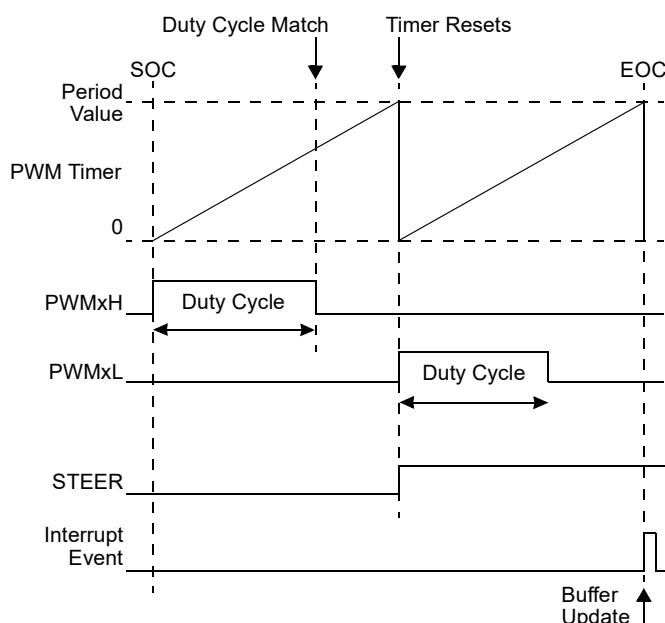 Duty Cycle Match
Timer Resets
SOC
EOC
Period
Value
PWM Timer
0
PWMxH
Duty Cycle
PWMxL
Duty Cycle
STEER
Interrupt
Event
Buffer
Update